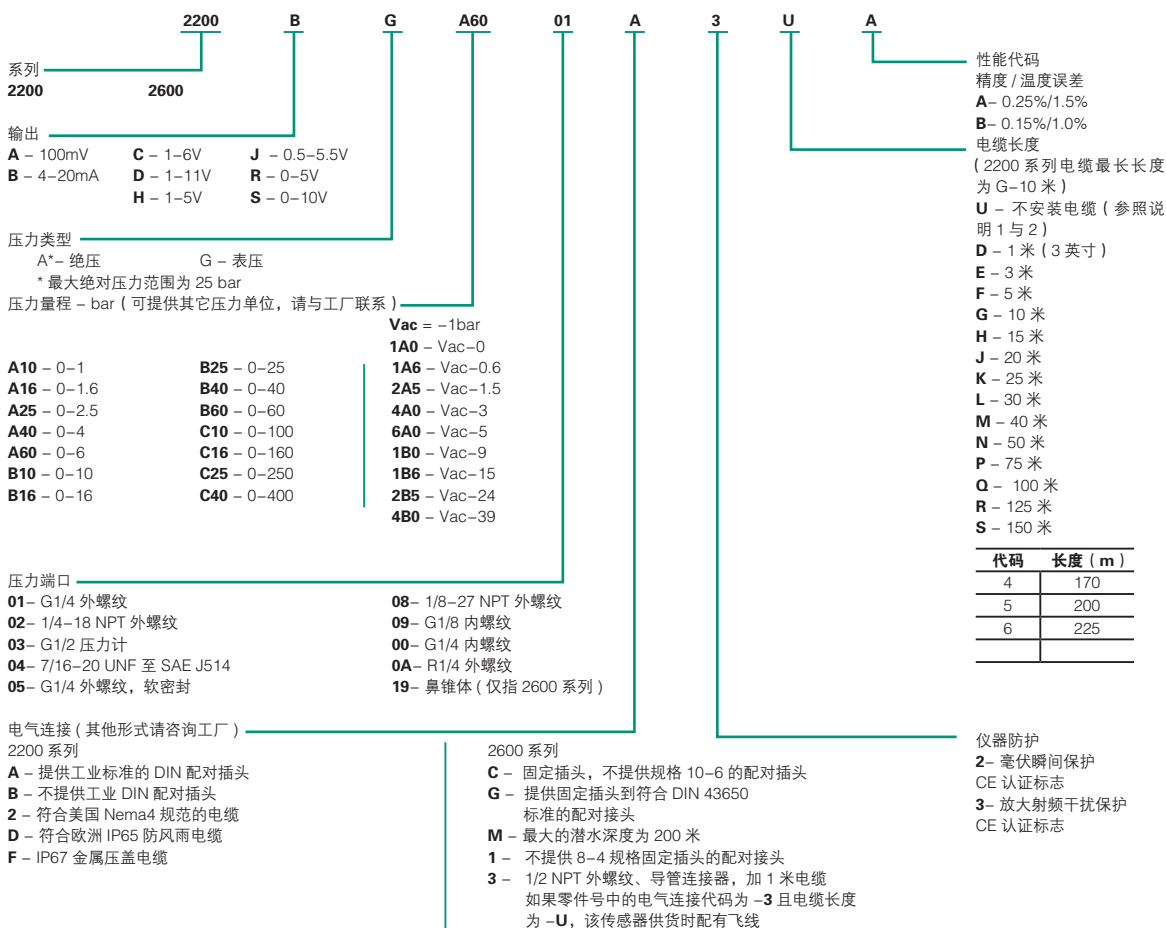 2200 B G A60 01 A 3 U A
系列
2200 2600
输出
A – 100mV C – 1–6V J – 0.5–5.5V
B – 4–20mA D – 1–11V R – 0–5V
H – 1–5V S – 0–10V
压力类型
A*– 绝压 G – 表压
* 最大绝对压力范围为 25 bar
压力量程 – bar ( 可提供其它压力单位，请与工厂联系 )
Vac = –1bar
1A0 – Vac–0
A10 – 0–1 B25 – 0–25 1A6 – Vac–0.6
A16 – 0–1.6 B40 – 0–40 2A5 – Vac–1.5
A25 – 0–2.5 B60 – 0–60 4A0 – Vac–3
A40 – 0–4 C10 – 0–100 6A0 – Vac–5
A60 – 0–6 C16 – 0–160 1B0 – Vac–9
B10 – 0–10 C25 – 0–250 1B6 – Vac–15
B16 – 0–16 C40 – 0–400 2B5 – Vac–24
4B0 – Vac–39
压力端口
01– G1/4 外螺纹 08– 1/8–27 NPT 外螺纹
02– 1/4–18 NPT 外螺纹 09– G1/8 内螺纹
03– G1/2 压力计 00– G1/4 内螺纹
04– 7/16–20 UNF 至 SAE J514 0A– R1/4 外螺纹
05– G1/4 外螺纹，软密封 19– 鼻锥体 ( 仅指 2600 系列 )
电气连接 ( 其他形式请咨询工厂 )
2200 系列
A – 提供工业标准的 DIN 配对插头
B – 不提供工业 DIN 配对插头
2 – 符合美国 Nema4 规范的电缆
D – 符合欧洲 IP65 防风雨电缆
F – IP67 金属压盖电缆
2600 系列
C – 固定插头，不提供规格 10–6 的配对插头
G – 提供固定插头到符合 DIN 43650
标准的配对接头
M – 最大的潜水深度为 200 米
1 – 不提供 8–4 规格固定插头的配对接头
3 – 1/2 NPT 外螺纹、导管连接器，加 1 米电缆
如果零件号中的电气连接代码为 –3 且电缆长度
为 –U，该传感器供货时配有飞线
性能代码
精度 / 温度误差
A– 0.25%/1.5%
B– 0.15%/1.0%
电缆长度
( 2200 系列电缆最长长度
为 G–10 米 )
U – 不安装电缆 ( 参照说
明 1 与 2 )
D – 1 米 ( 3 英寸 )
E – 3 米
F – 5 米
G – 10 米
H – 15 米
J – 20 米
K – 25 米
L – 30 米
M – 40 米
N – 50 米
P – 75 米
Q – 100 米
R – 125 米
S – 150 米
代码 长度 ( m )
4 170
5 200
6 225
仪器防护
2– 毫伏瞬间保护
CE 认证标志
3– 放大射频干扰保护
CE 认证标志